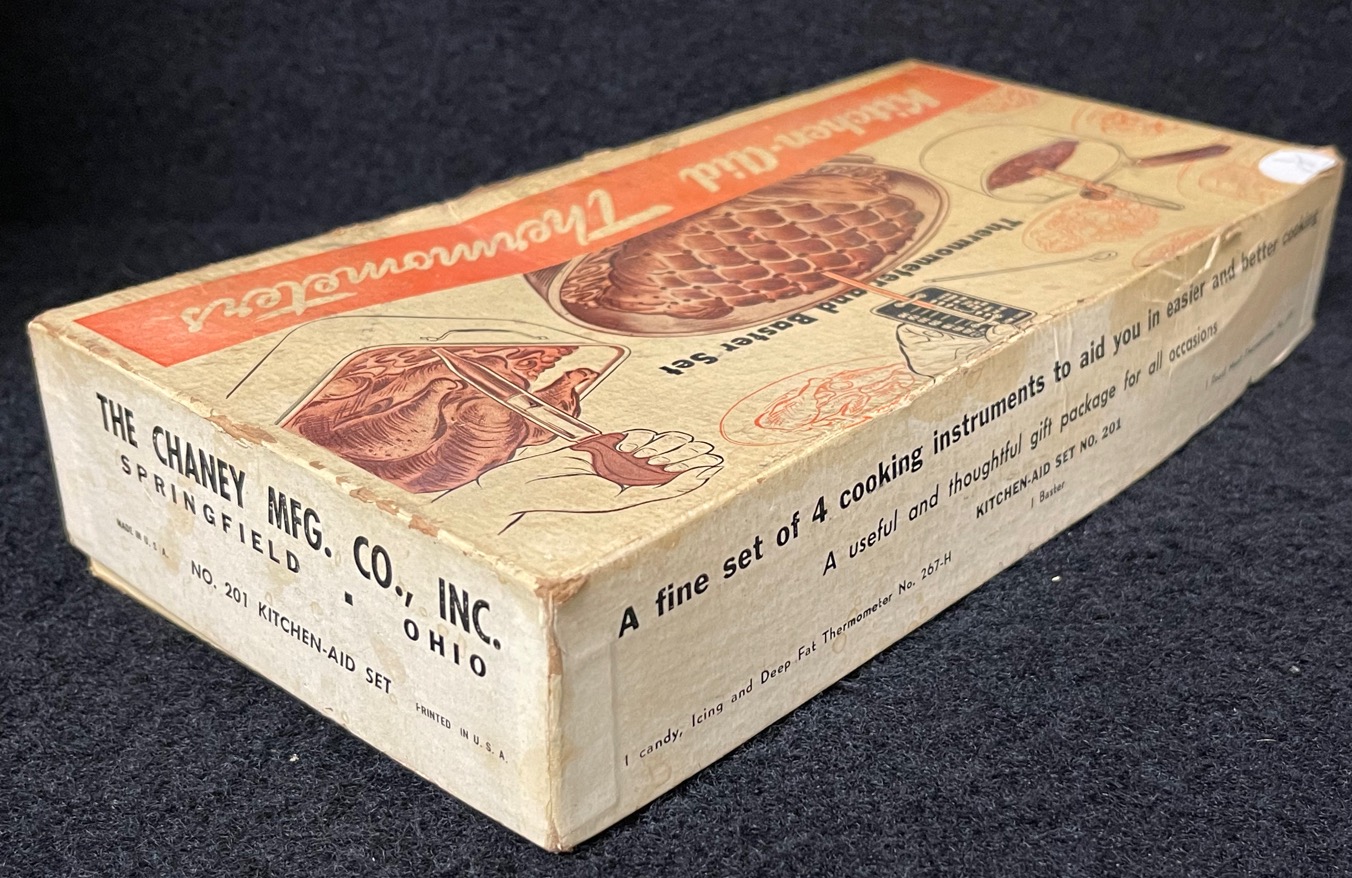 Kitchen-Aid Thermometers
Thermometer and Baster Set
THE CHANEY MFG. CO., INC.
SPRINGFIELD ▪ OHIO
MADE IN U.S.A.
NO. 201 KITCHEN-AID SET
PRINTED IN U.S.A.
A fine set of 4 cooking instruments to aid you in easier and better cooking
A useful and thoughtful gift package for all occasions
KITCHEN-AID SET NO. 201
1 candy, Icing and Deep Fat Thermometer No. 267-H
1 Baster